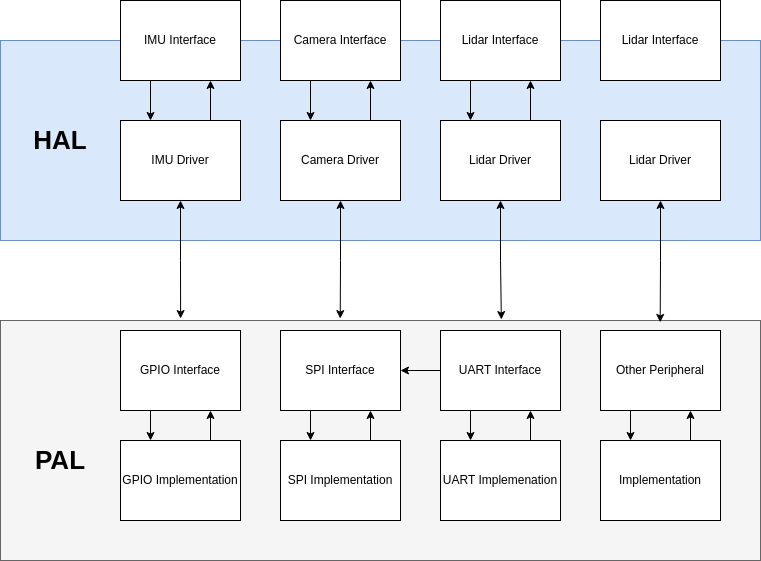 IMU Interface
Camera Interface
Lidar Interface
Lidar Interface
HAL
IMU Driver
Camera Driver
Lidar Driver
Lidar Driver
GPIO Interface
SPI Interface
UART Interface
Other Peripheral
PAL
GPIO Implementation
SPI Implementation
UART Implemenation
Implementation